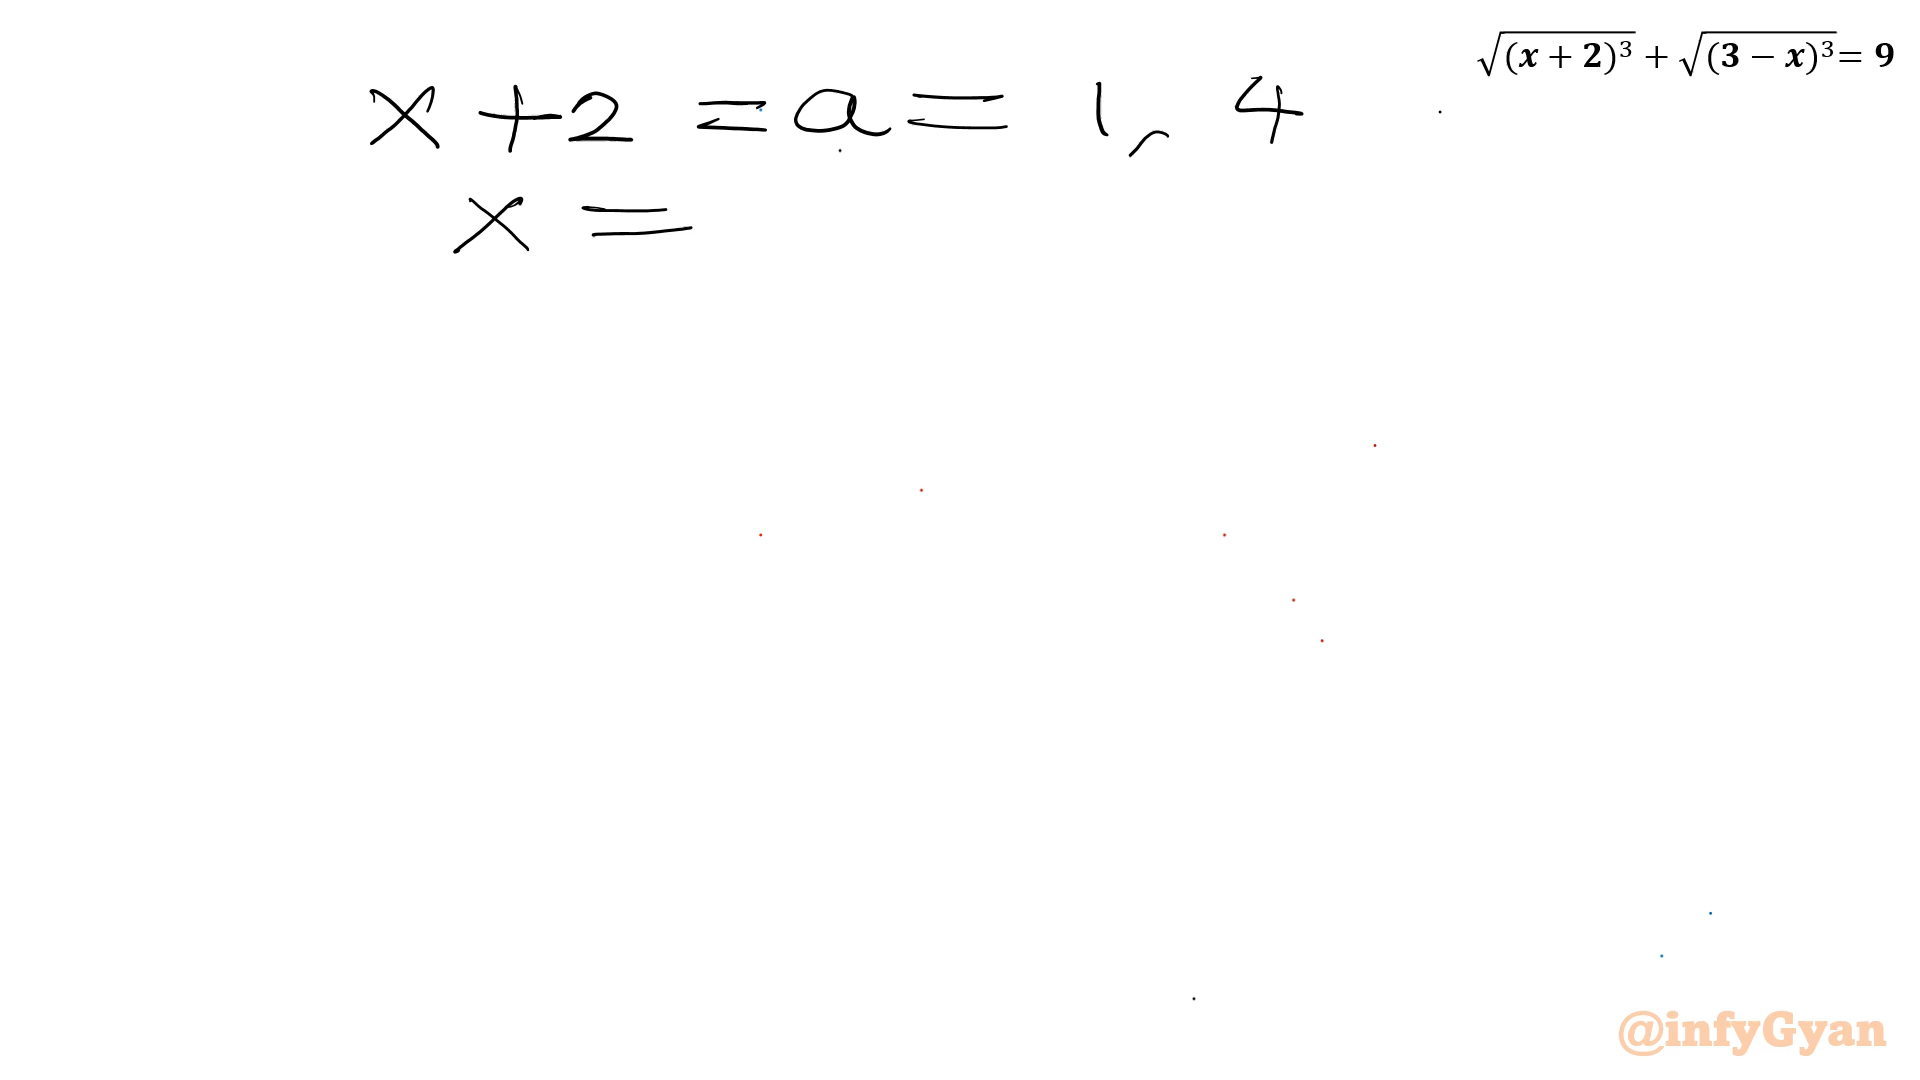 √(x + 2)³ + √(3 − x)³ = 9
x + 2 = a = 1, 4
x =
@infyGyan